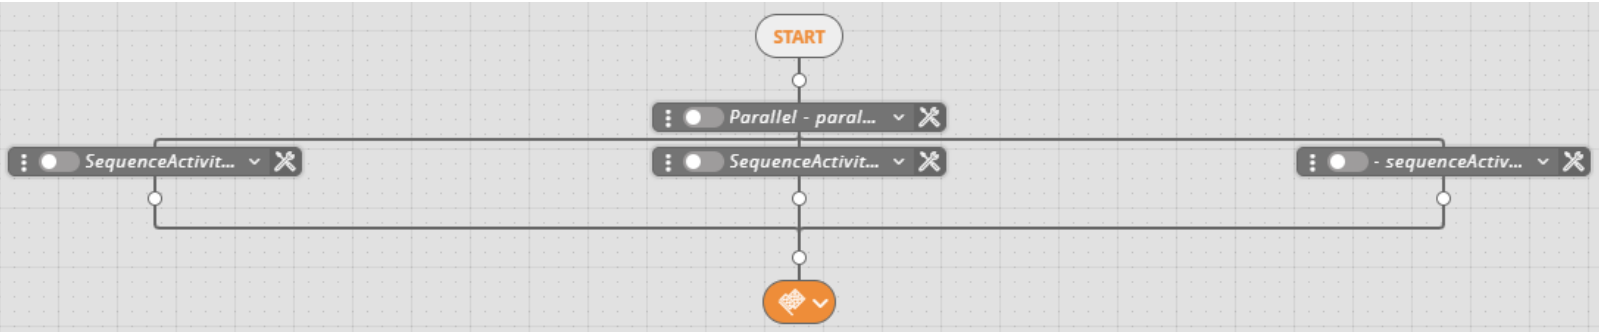 START
Parallel - paral...
SequenceActivit...
SequenceActivit...
- sequenceActiv...